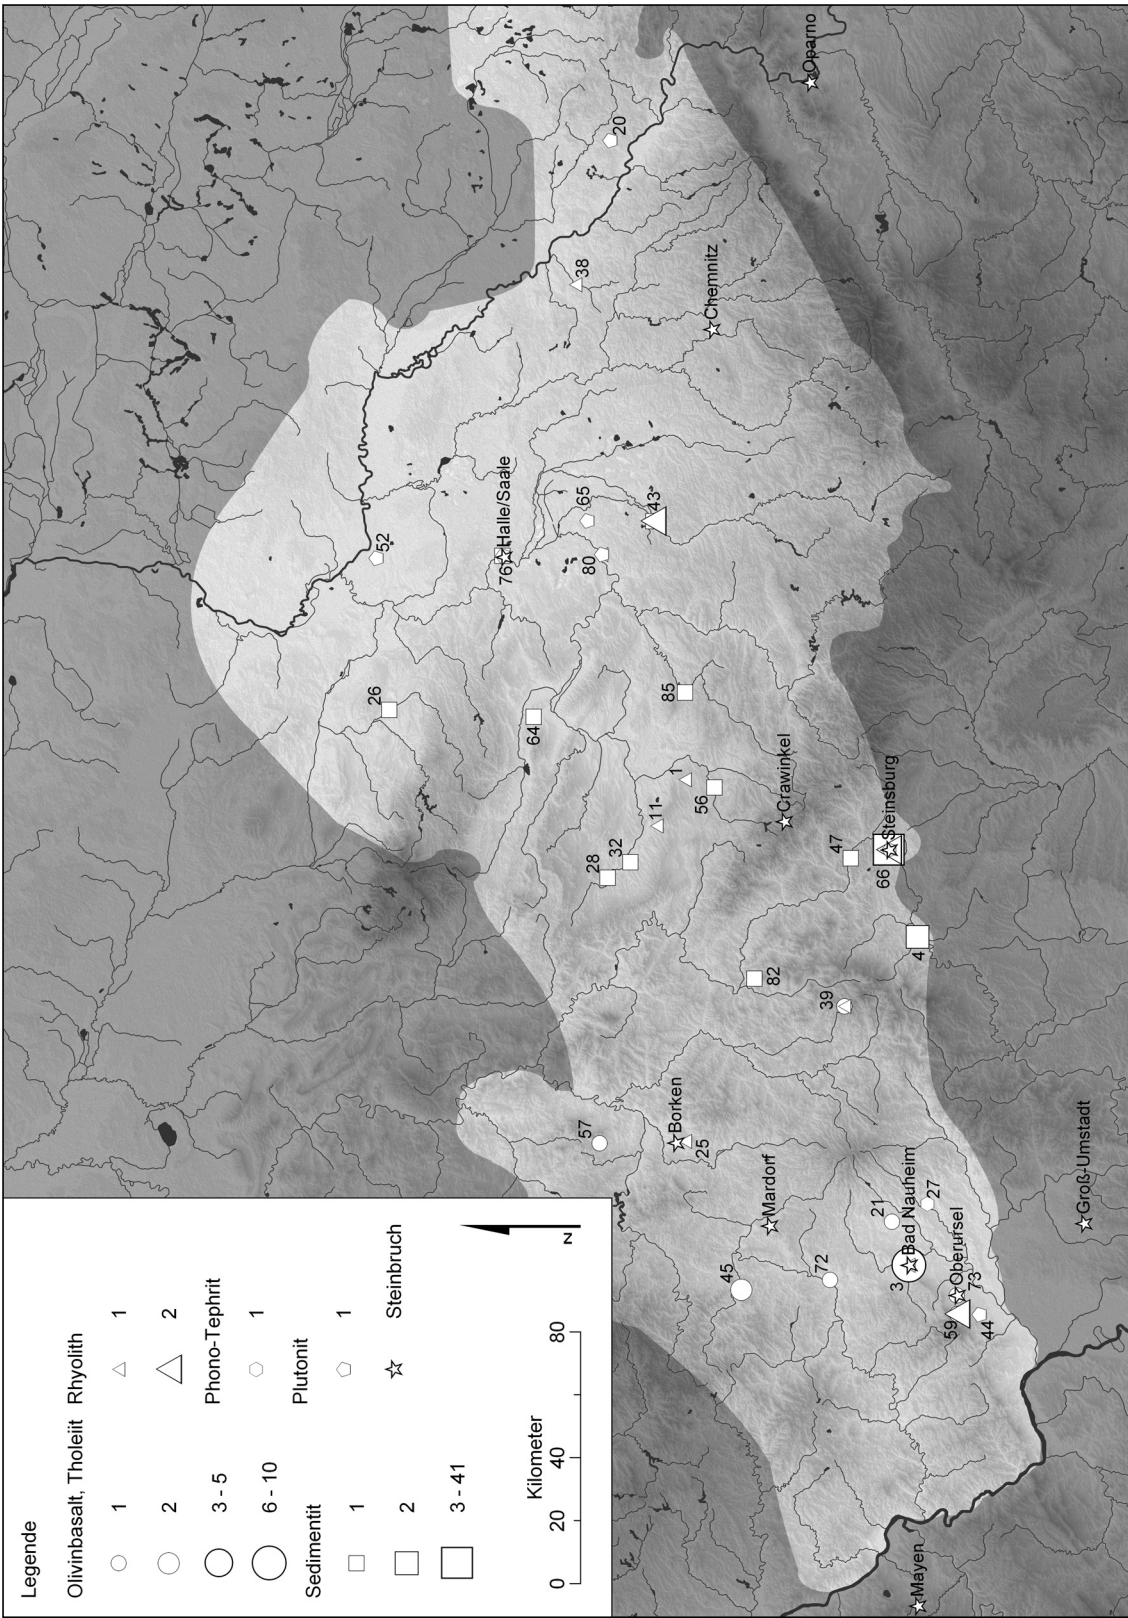 Legende
Olivinbasalt, Tholeiit
1
2
3 - 5
6 - 10
Sedimentit
1
2
3 - 41
Rhyolith
1
2
Phono-Tephrit
1
Plutonit
1
Steinbruch
Kilometer
0 20 40 80
N
Mayen
45
72
3
Bad Nauheim
21
27
59
Oberursel
73
44
Mardorf
Groß-Umstadt
57
Borken
25
39
82
4
28
32
47
66
Steinsburg
11
1
56
Crawinkel
26
64
85
52
76
Halle/Saale
65
80
43
38
Chemnitz
20
Oparno